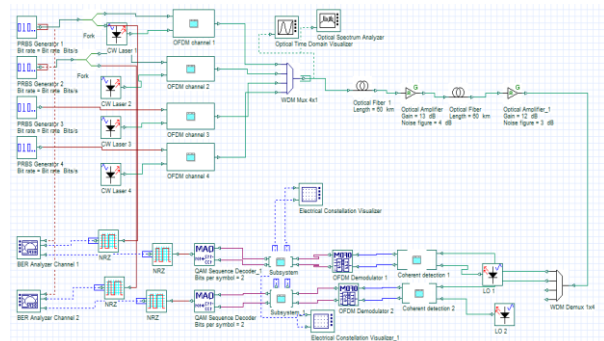 PRBS Generator 1
Bit rate = Bit rate Bits/s
PRBS Generator 2
Bit rate = Bit rate Bits/s
PRBS Generator 3
Bit rate = Bit rate Bits/s
PRBS Generator 4
Bit rate = Bit rate Bits/s
Fork
Fork
CW Laser 1
CW Laser 2
CW Laser 3
CW Laser 4
OFDM channel 1
OFDM channel 2
OFDM channel 3
OFDM channel 4
Optical Time Domain Visualizer
Optical Spectrum Analyzer
WDM Mux 4x1
Optical Fiber 1
Length = 60 km
G
Optical Amplifier
Gain = 13 dB
Noise figure = 4 dB
Optical Fiber
Length = 60 km
G
Optical Amplifier_1
Gain = 12 dB
Noise figure = 3 dB
Electrical Constellation Visualizer
BER Analyzer Channel 1
NRZ
NRZ
QAM Sequence Decoder_1
Bits per symbol = 2
Subsystem
OFDM Demodulator 1
Coherent detection 1
LO 1
WDM Demux 1x4
BER Analyzer Channel 2
NRZ
NRZ
QAM Sequence Decoder
Bits per symbol = 2
OFDM Demodulator 2
Coherent detection 2
LO 2
Electrical Constellation Visualizer_1